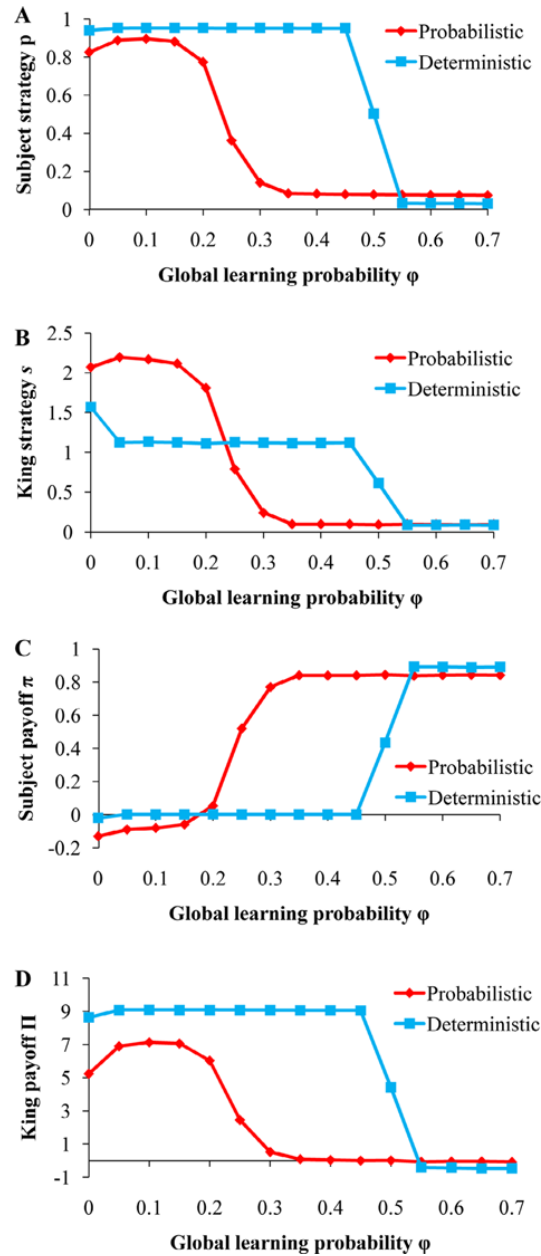 A
Subject strategy p
1
0.8
0.6
0.4
0.2
0
Probabilistic
Deterministic
0 0.1 0.2 0.3 0.4 0.5 0.6 0.7
Global learning probability φ
B
King strategy s
2.5
2
1.5
1
0.5
0
Probabilistic
Deterministic
0 0.1 0.2 0.3 0.4 0.5 0.6 0.7
Global learning probability φ
C
Subject payoff π
1
0.8
0.6
0.4
0.2
0
-0.2
Probabilistic
Deterministic
0 0.1 0.2 0.3 0.4 0.5 0.6 0.7
Global learning probability φ
D
King payoff Π
11
9
7
5
3
1
-1
Probabilistic
Deterministic
0 0.1 0.2 0.3 0.4 0.5 0.6 0.7
Global learning probability φ